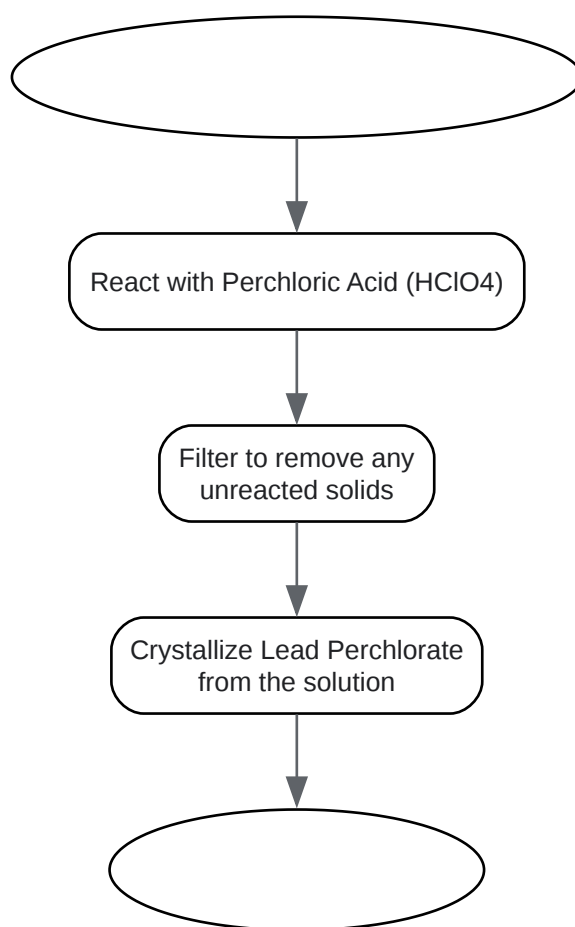 React with Perchloric Acid (HClO4)
Filter to remove any
unreacted solids
Crystallize Lead Perchlorate
from the solution